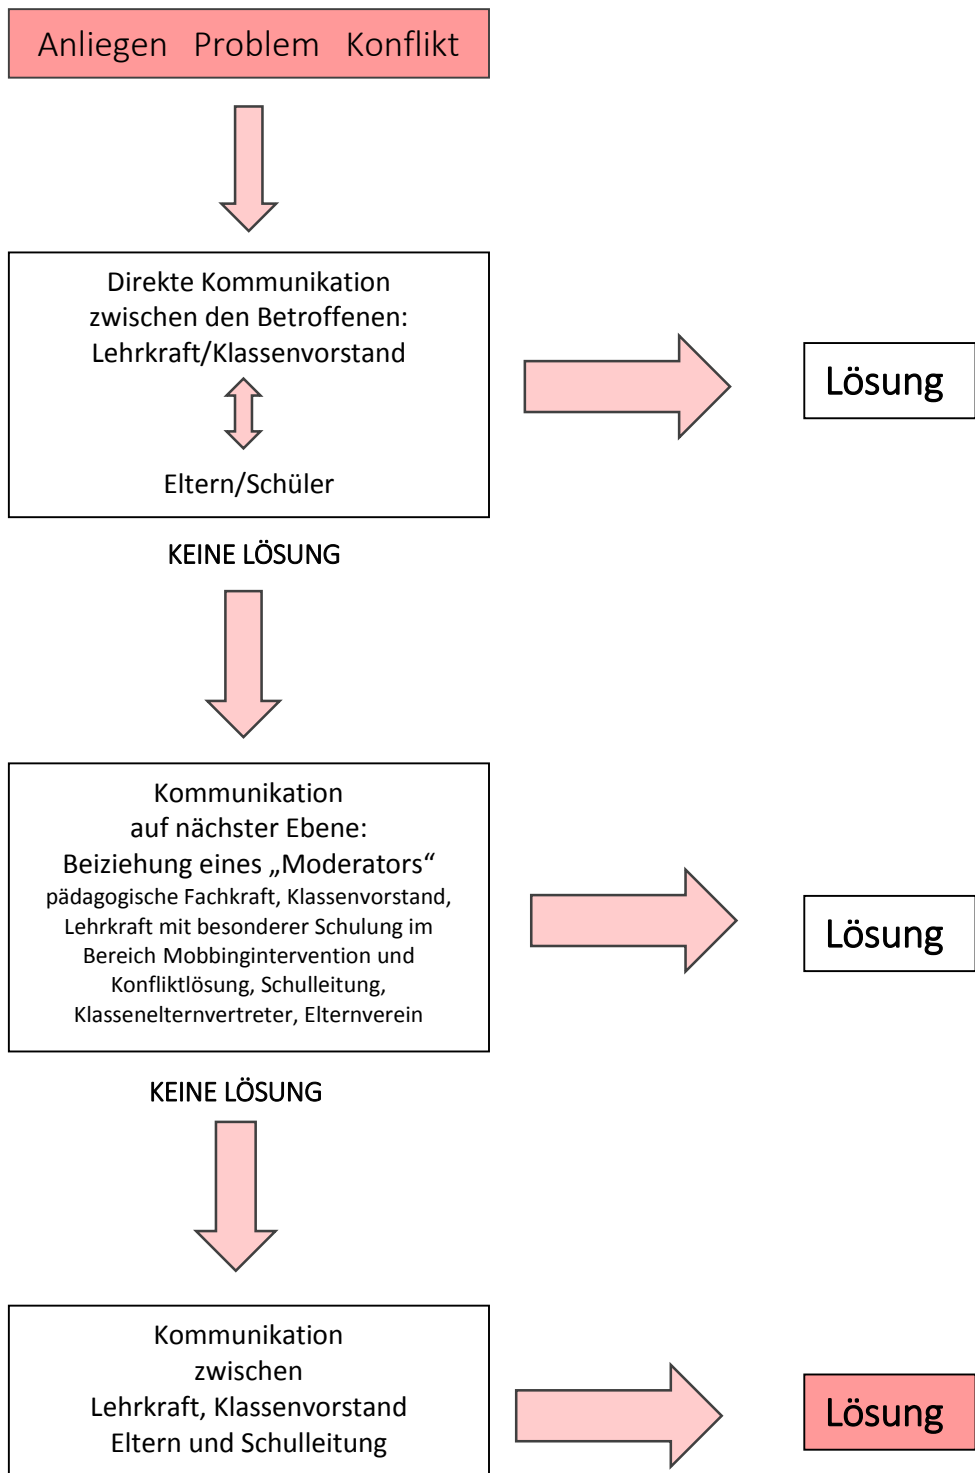 Anliegen Problem Konflikt
Direkte Kommunikation
zwischen den Betroffenen:
Lehrkraft/Klassenvorstand
Eltern/Schüler
Lösung
KEINE LÖSUNG
Kommunikation
auf nächster Ebene:
Beiziehung eines „Moderators“
pädagogische Fachkraft, Klassenvorstand,
Lehrkraft mit besonderer Schulung im
Bereich Mobbingintervention und
Konfliktlösung, Schulleitung,
Klassenelternvertreter, Elternverein
Lösung
KEINE LÖSUNG
Kommunikation
zwischen
Lehrkraft, Klassenvorstand
Eltern und Schulleitung
Lösung